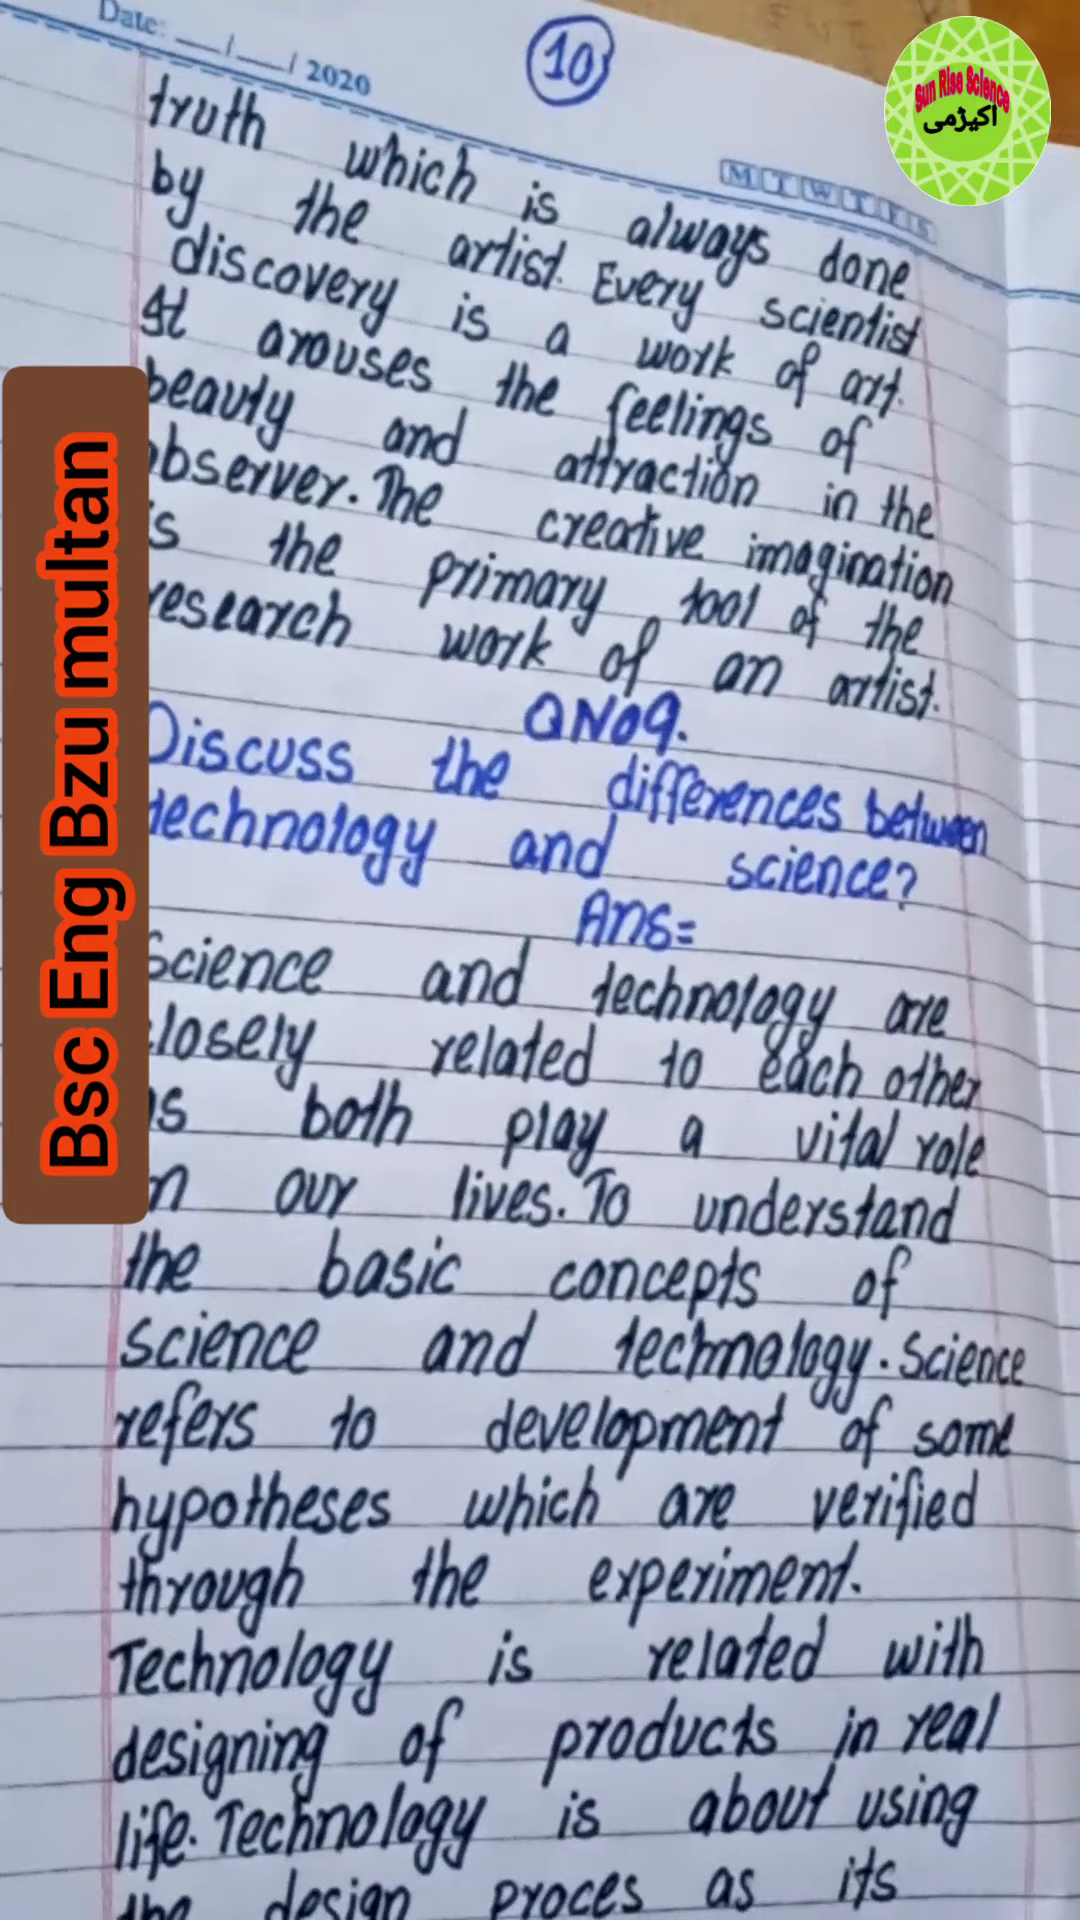 Date: __/__/ 2020
10
Sun Rise Science
اکیڈمی
M T W T F S
truth which is always done
by the artist. Every scientist
discovery is a work of art.
It arouses the feelings of
beauty and attraction in the
observer. The creative imagination
is the primary tool of the
research work of an artist.
QNo9.
Discuss the differences between
technology and science?
Ans=
Science and technology are
closely related to each other
as both play a vital role
in our lives. To understand
the basic concepts of
science and technology. Science
refers to development of some
hypotheses which are verified
through the experiment.
Technology is related with
designing of products in real
life. Technology is about using
the design proces as its
Bsc Eng Bzu multan